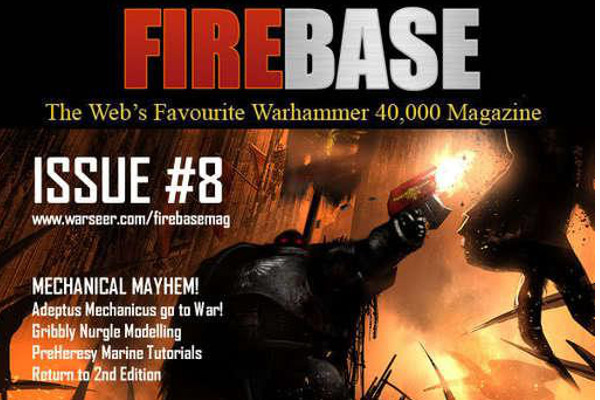 FIREBASE
The Web's Favourite Warhammer 40,000 Magazine
ISSUE #8
www.warseer.com/firebasemag
MECHANICAL MAYHEM!
Adeptus Mechanicus go to War!
Gribbly Nurgle Modelling
PreHeresy Marine Tutorials
Return to 2nd Edition